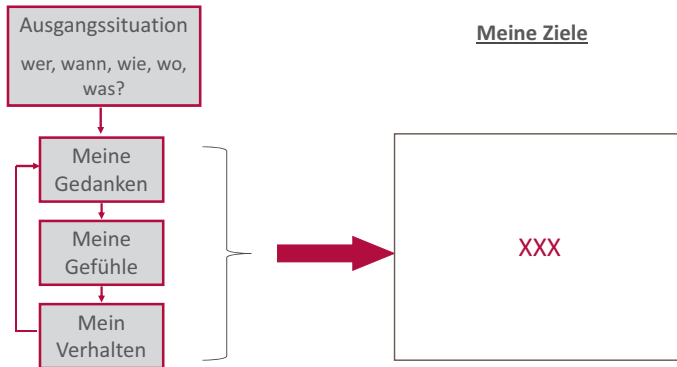 Ausgangssituation
wer, wann, wie, wo,
was?
Meine
Gedanken
Meine
Gefühle
Mein
Verhalten
Meine Ziele
XXX